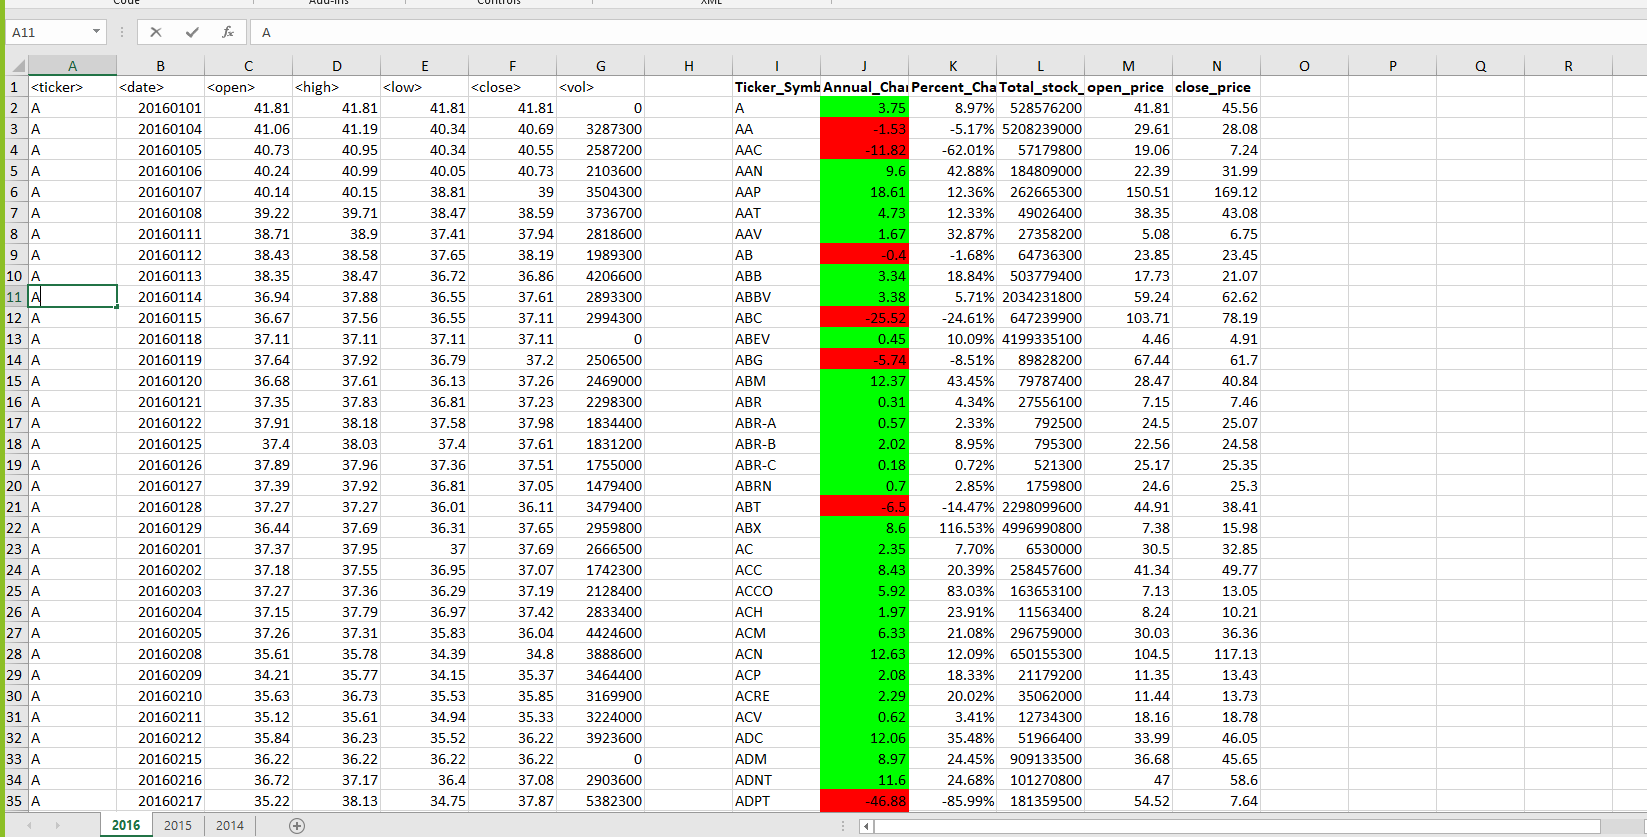 Code Add-ins Controls XML
A11 fx A
A B C D E F G H I J K L M N O P Q R
1 <ticker> <date> <open> <high> <low> <close> <vol> Ticker_Symb Annual_Cha Percent_Cha Total_stock_ open_price close_price
2 A 20160101 41.81 41.81 41.81 41.81 0 A 3.75 8.97% 528576200 41.81 45.56
3 A 20160104 41.06 41.19 40.34 40.69 3287300 AA -1.53 -5.17% 5208239000 29.61 28.08
4 A 20160105 40.73 40.95 40.34 40.55 2587200 AAC -11.82 -62.01% 57179800 19.06 7.24
5 A 20160106 40.24 40.99 40.05 40.73 2103600 AAN 9.6 42.88% 184809000 22.39 31.99
6 A 20160107 40.14 40.15 38.81 39 3504300 AAP 18.61 12.36% 262665300 150.51 169.12
7 A 20160108 39.22 39.71 38.47 38.59 3736700 AAT 4.73 12.33% 49026400 38.35 43.08
8 A 20160111 38.71 38.9 37.41 37.94 2818600 AAV 1.67 32.87% 27358200 5.08 6.75
9 A 20160112 38.43 38.58 37.65 38.19 1989300 AB -0.4 -1.68% 64736300 23.85 23.45
10 A 20160113 38.35 38.47 36.72 36.86 4206600 ABB 3.34 18.84% 503779400 17.73 21.07
11 A 20160114 36.94 37.88 36.55 37.61 2893300 ABBV 3.38 5.71% 2034231800 59.24 62.62
12 A 20160115 36.67 37.56 36.55 37.11 2994300 ABC -25.52 -24.61% 647239900 103.71 78.19
13 A 20160118 37.11 37.11 37.11 37.11 0 ABEV 0.45 10.09% 4199335100 4.46 4.91
14 A 20160119 37.64 37.92 36.79 37.2 2506500 ABG -5.74 -8.51% 89828200 67.44 61.7
15 A 20160120 36.68 37.61 36.13 37.26 2469000 ABM 12.37 43.45% 79787400 28.47 40.84
16 A 20160121 37.35 37.83 36.81 37.23 2298300 ABR 0.31 4.34% 27556100 7.15 7.46
17 A 20160122 37.91 38.18 37.58 37.98 1834400 ABR-A 0.57 2.33% 792500 24.5 25.07
18 A 20160125 37.4 38.03 37.4 37.61 1831200 ABR-B 2.02 8.95% 795300 22.56 24.58
19 A 20160126 37.89 37.96 37.36 37.51 1755000 ABR-C 0.18 0.72% 521300 25.17 25.35
20 A 20160127 37.39 37.92 36.81 37.05 1479400 ABRN 0.7 2.85% 1759800 24.6 25.3
21 A 20160128 37.27 37.27 36.01 36.11 3479400 ABT -6.5 -14.47% 2298099600 44.91 38.41
22 A 20160129 36.44 37.69 36.31 37.65 2959800 ABX 8.6 116.53% 4996990800 7.38 15.98
23 A 20160201 37.37 37.95 37 37.69 2666500 AC 2.35 7.70% 6530000 30.5 32.85
24 A 20160202 37.18 37.55 36.95 37.07 1742300 ACC 8.43 20.39% 258457600 41.34 49.77
25 A 20160203 37.27 37.36 36.29 37.19 2128400 ACCO 5.92 83.03% 163653100 7.13 13.05
26 A 20160204 37.15 37.79 36.97 37.42 2833400 ACH 1.97 23.91% 11563400 8.24 10.21
27 A 20160205 37.26 37.31 35.83 36.04 4424600 ACM 6.33 21.08% 296759000 30.03 36.36
28 A 20160208 35.61 35.78 34.39 34.8 3888600 ACN 12.63 12.09% 650155300 104.5 117.13
29 A 20160209 34.21 35.77 34.15 35.37 3464400 ACP 2.08 18.33% 21179200 11.35 13.43
30 A 20160210 35.63 36.73 35.53 35.85 3169900 ACRE 2.29 20.02% 35062000 11.44 13.73
31 A 20160211 35.12 35.61 34.94 35.33 3224000 ACV 0.62 3.41% 12734300 18.16 18.78
32 A 20160212 35.84 36.23 35.52 36.22 3923600 ADC 12.06 35.48% 51966400 33.99 46.05
33 A 20160215 36.22 36.22 36.22 36.22 0 ADM 8.97 24.45% 909133500 36.68 45.65
34 A 20160216 36.72 37.17 36.4 37.08 2903600 ADNT 11.6 24.68% 101270800 47 58.6
35 A 20160217 35.22 38.13 34.75 37.87 5382300 ADPT -46.88 -85.99% 181359500 54.52 7.64
2016 2015 2014